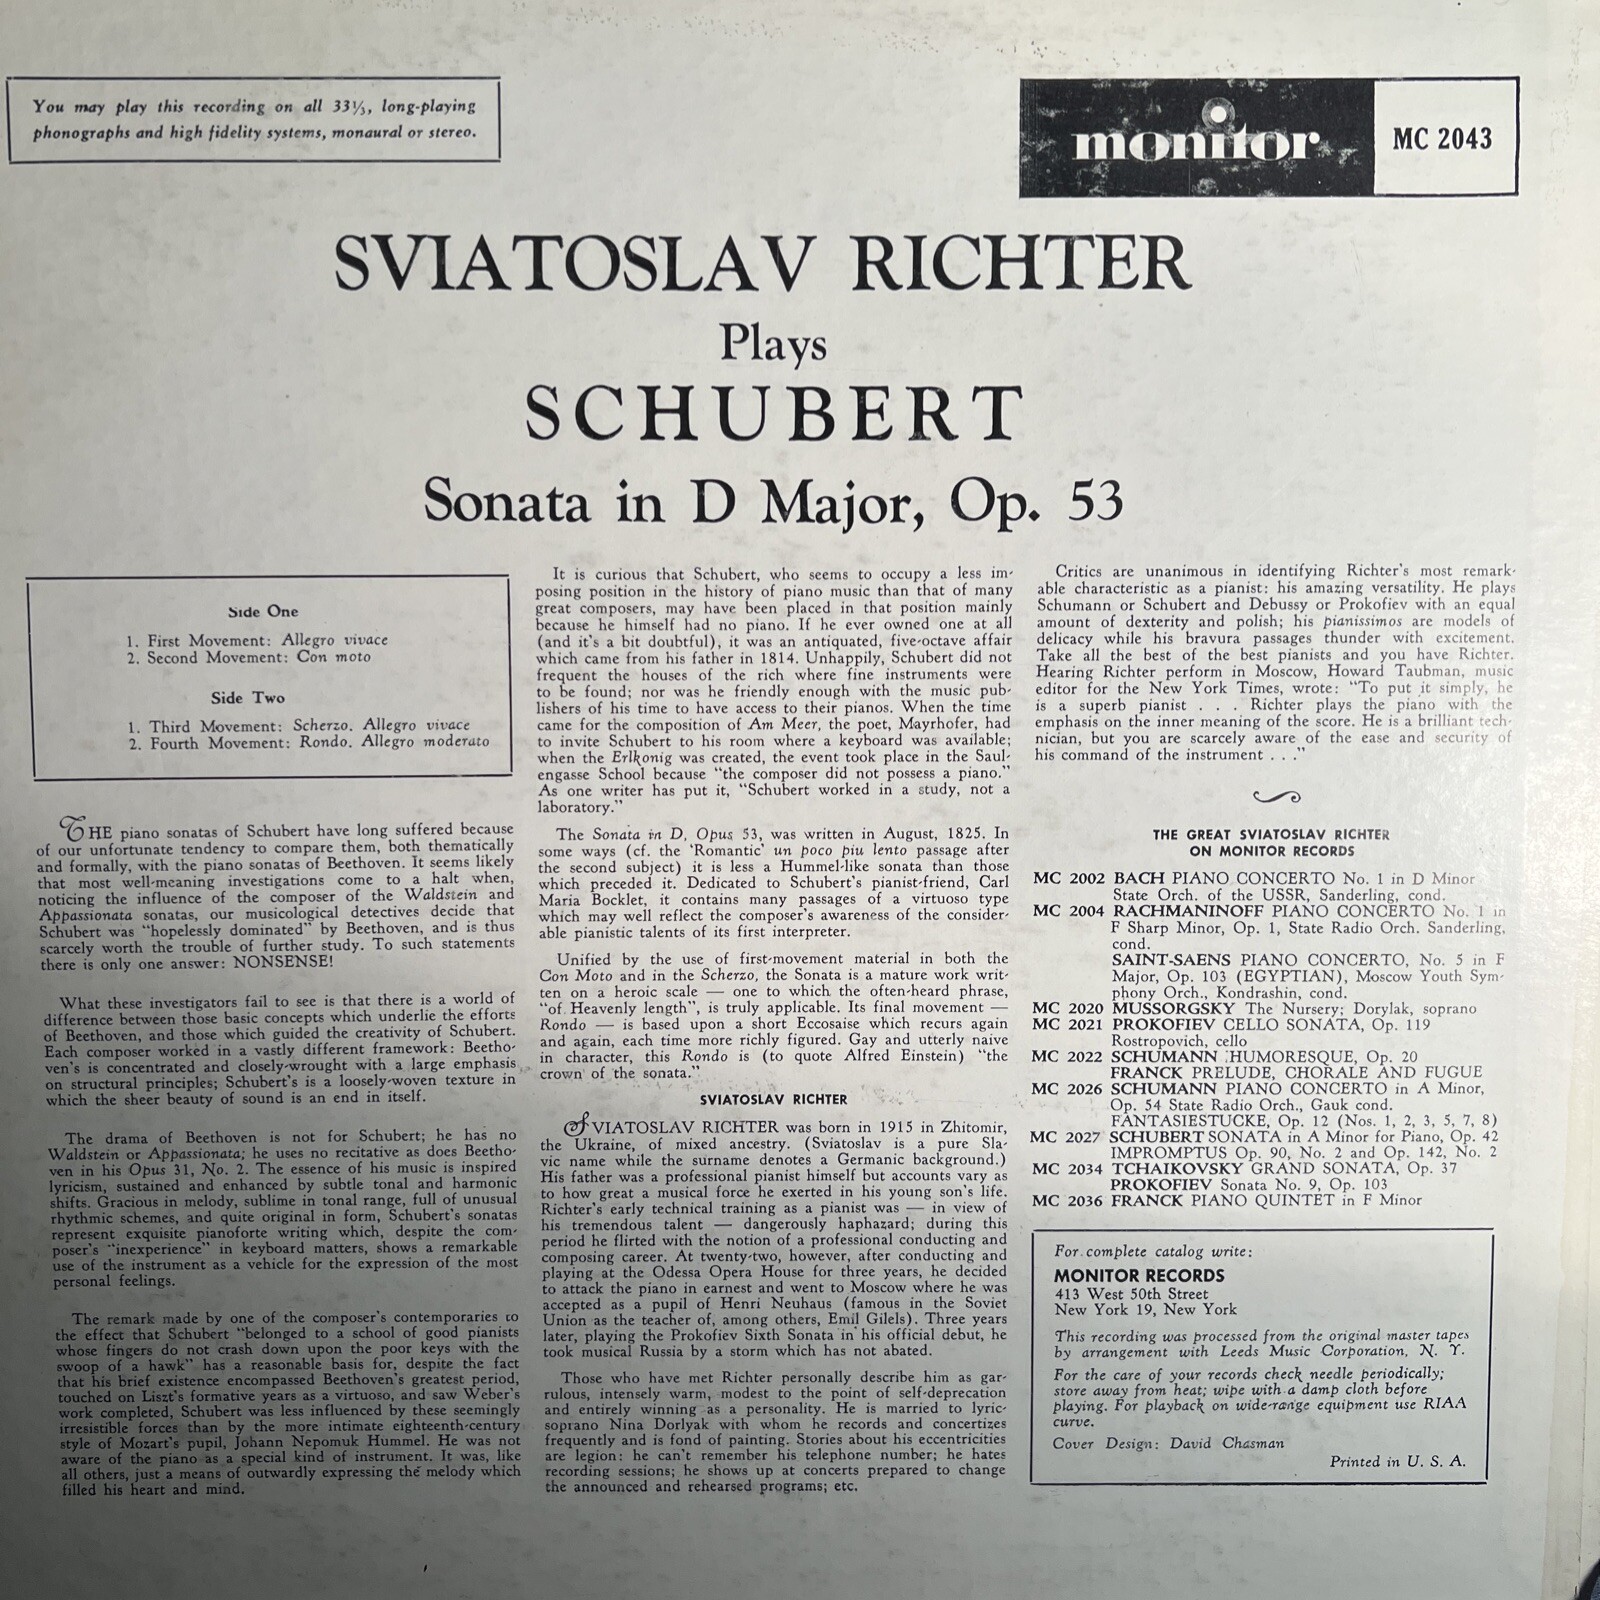 You may play this recording on all 33⅓, long-playing
phonographs and high fidelity systems, monaural or stereo.
monitor
MC 2043
SVIATOSLAV RICHTER
Plays
SCHUBERT
Sonata in D Major, Op. 53
Side One
1. First Movement: Allegro vivace
2. Second Movement: Con moto
Side Two
1. Third Movement: Scherzo. Allegro vivace
2. Fourth Movement: Rondo. Allegro moderato
THE piano sonatas of Schubert have long suffered because
of our unfortunate tendency to compare them, both thematically
and formally, with the piano sonatas of Beethoven. It seems likely
that most well-meaning investigations come to a halt when,
noticing the influence of the composer of the Waldstein and
Appassionata sonatas, our musicological detectives decide that
Schubert was "hopelessly dominated" by Beethoven, and is thus
scarcely worth the trouble of further study. To such statements
there is only one answer: NONSENSE!
What these investigators fail to see is that there is a world of
difference between those basic concepts which underlie the efforts
of Beethoven, and those which guided the creativity of Schubert.
Each composer worked in a vastly different framework: Beetho-
ven's is concentrated and closely-wrought with a large emphasis
on structural principles; Schubert's is a loosely-woven texture in
which the sheer beauty of sound is an end in itself.
The drama of Beethoven is not for Schubert; he has no
Waldstein or Appassionata; he uses no recitative as does Beetho-
ven in his Opus 31, No. 2. The essence of his music is inspired
lyricism, sustained and enhanced by subtle tonal and harmonic
shifts. Gracious in melody, sublime in tonal range, full of unusual
rhythmic schemes, and quite original in form, Schubert's sonatas
represent exquisite pianoforte writing which, despite the com-
poser's "inexperience" in keyboard matters, shows a remarkable
use of the instrument as a vehicle for the expression of the most
personal feelings.
The remark made by one of the composer's contemporaries to
the effect that Schubert "belonged to a school of good pianists
whose fingers do not crash down upon the poor keys with the
swoop of a hawk" has a reasonable basis for, despite the fact
that his brief existence encompassed Beethoven's greatest period,
touched on Liszt's formative years as a virtuoso, and saw Weber's
work completed, Schubert was less influenced by these seemingly
irresistible forces than by the more intimate eighteenth-century
style of Mozart's pupil, Johann Nepomuk Hummel. He was not
aware of the piano as a special kind of instrument. It was, like
all others, just a means of outwardly expressing the melody which
filled his heart and mind.
It is curious that Schubert, who seems to occupy a less im-
posing position in the history of piano music than that of many
great composers, may have been placed in that position mainly
because he himself had no piano. If he ever owned one at all
(and it's a bit doubtful), it was an antiquated, five-octave affair
which came from his father in 1814. Unhappily, Schubert did not
frequent the houses of the rich where fine instruments were
to be found; nor was he friendly enough with the music pub-
lishers of his time to have access to their pianos. When the time
came for the composition of Am Meer, the poet, Mayrhofer, had
to invite Schubert to his room where a keyboard was available;
when the Erlkonig was created, the event took place in the Saul-
engasse School because "the composer did not possess a piano."
As one writer has put it, "Schubert worked in a study, not a
laboratory."
The Sonata in D, Opus 53, was written in August, 1825. In
some ways (cf. the 'Romantic' un poco piu lento passage after
the second subject) it is less a Hummel-like sonata than those
which preceded it. Dedicated to Schubert's pianist-friend, Carl
Maria Bocklet, it contains many passages of a virtuoso type
which may well reflect the composer's awareness of the consider-
able pianistic talents of its first interpreter.
Unified by the use of first-movement material in both the
Con Moto and in the Scherzo, the Sonata is a mature work writ-
ten on a heroic scale — one to which the often-heard phrase,
"of Heavenly length", is truly applicable. Its final movement —
Rondo — is based upon a short Eccosaise which recurs again
and again, each time more richly figured. Gay and utterly naive
in character, this Rondo is (to quote Alfred Einstein) "the
crown of the sonata."
SVIATOSLAV RICHTER
SVIATOSLAV RICHTER was born in 1915 in Zhitomir,
the Ukraine, of mixed ancestry. (Sviatoslav is a pure Sla-
vic name while the surname denotes a Germanic background.)
His father was a professional pianist himself but accounts vary as
to how great a musical force he exerted in his young son's life.
Richter's early technical training as a pianist was — in view of
his tremendous talent — dangerously haphazard; during this
period he flirted with the notion of a professional conducting and
composing career. At twenty-two, however, after conducting and
playing at the Odessa Opera House for three years, he decided
to attack the piano in earnest and went to Moscow where he was
accepted as a pupil of Henri Neuhaus (famous in the Soviet
Union as the teacher of, among others, Emil Gilels). Three years
later, playing the Prokofiev Sixth Sonata in his official debut, he
took musical Russia by a storm which has not abated.
Those who have met Richter personally describe him as gar-
rulous, intensely warm, modest to the point of self-deprecation
and entirely winning as a personality. He is married to lyric-
soprano Nina Dorlyak with whom he records and concertizes
frequently and is fond of painting. Stories about his eccentricities
are legion: he can't remember his telephone number; he hates
recording sessions; he shows up at concerts prepared to change
the announced and rehearsed programs; etc.
Critics are unanimous in identifying Richter's most remark-
able characteristic as a pianist: his amazing versatility. He plays
Schumann or Schubert and Debussy or Prokofiev with an equal
amount of dexterity and polish; his pianissimos are models of
delicacy while his bravura passages thunder with excitement.
Take all the best of the best pianists and you have Richter.
Hearing Richter perform in Moscow, Howard Taubman, music
editor for the New York Times, wrote: "To put it simply, he
is a superb pianist . . . Richter plays the piano with the
emphasis on the inner meaning of the score. He is a brilliant tech-
nician, but you are scarcely aware of the ease and security of
his command of the instrument . . ."
THE GREAT SVIATOSLAV RICHTER
ON MONITOR RECORDS
MC 2002 BACH PIANO CONCERTO No. 1 in D Minor
State Orch. of the USSR, Sanderling, cond.
MC 2004 RACHMANINOFF PIANO CONCERTO No. 1 in
F Sharp Minor, Op. 1, State Radio Orch. Sanderling,
cond.
SAINT-SAENS PIANO CONCERTO, No. 5 in F
Major, Op. 103 (EGYPTIAN), Moscow Youth Sym-
phony Orch., Kondrashin, cond.
MC 2020 MUSSORGSKY The Nursery; Dorylak, soprano
MC 2021 PROKOFIEV CELLO SONATA, Op. 119
Rostropovich, cello
MC 2022 SCHUMANN HUMORESQUE, Op. 20
FRANCK PRELUDE, CHORALE AND FUGUE
MC 2026 SCHUMANN PIANO CONCERTO in A Minor,
Op. 54 State Radio Orch., Gauk cond.
FANTASIESTUCKE, Op. 12 (Nos. 1, 2, 3, 5, 7, 8)
MC 2027 SCHUBERT SONATA in A Minor for Piano, Op. 42
IMPROMPTUS Op. 90, No. 2 and Op. 142, No. 2
MC 2034 TCHAIKOVSKY GRAND SONATA, Op. 37
PROKOFIEV Sonata No. 9, Op. 103
MC 2036 FRANCK PIANO QUINTET in F Minor
For complete catalog write:
MONITOR RECORDS
413 West 50th Street
New York 19, New York
This recording was processed from the original master tapes
by arrangement with Leeds Music Corporation, N. Y.
For the care of your records check needle periodically;
store away from heat; wipe with a damp cloth before
playing. For playback on wide-range equipment use RIAA
curve.
Cover Design: David Chasman
Printed in U. S. A.